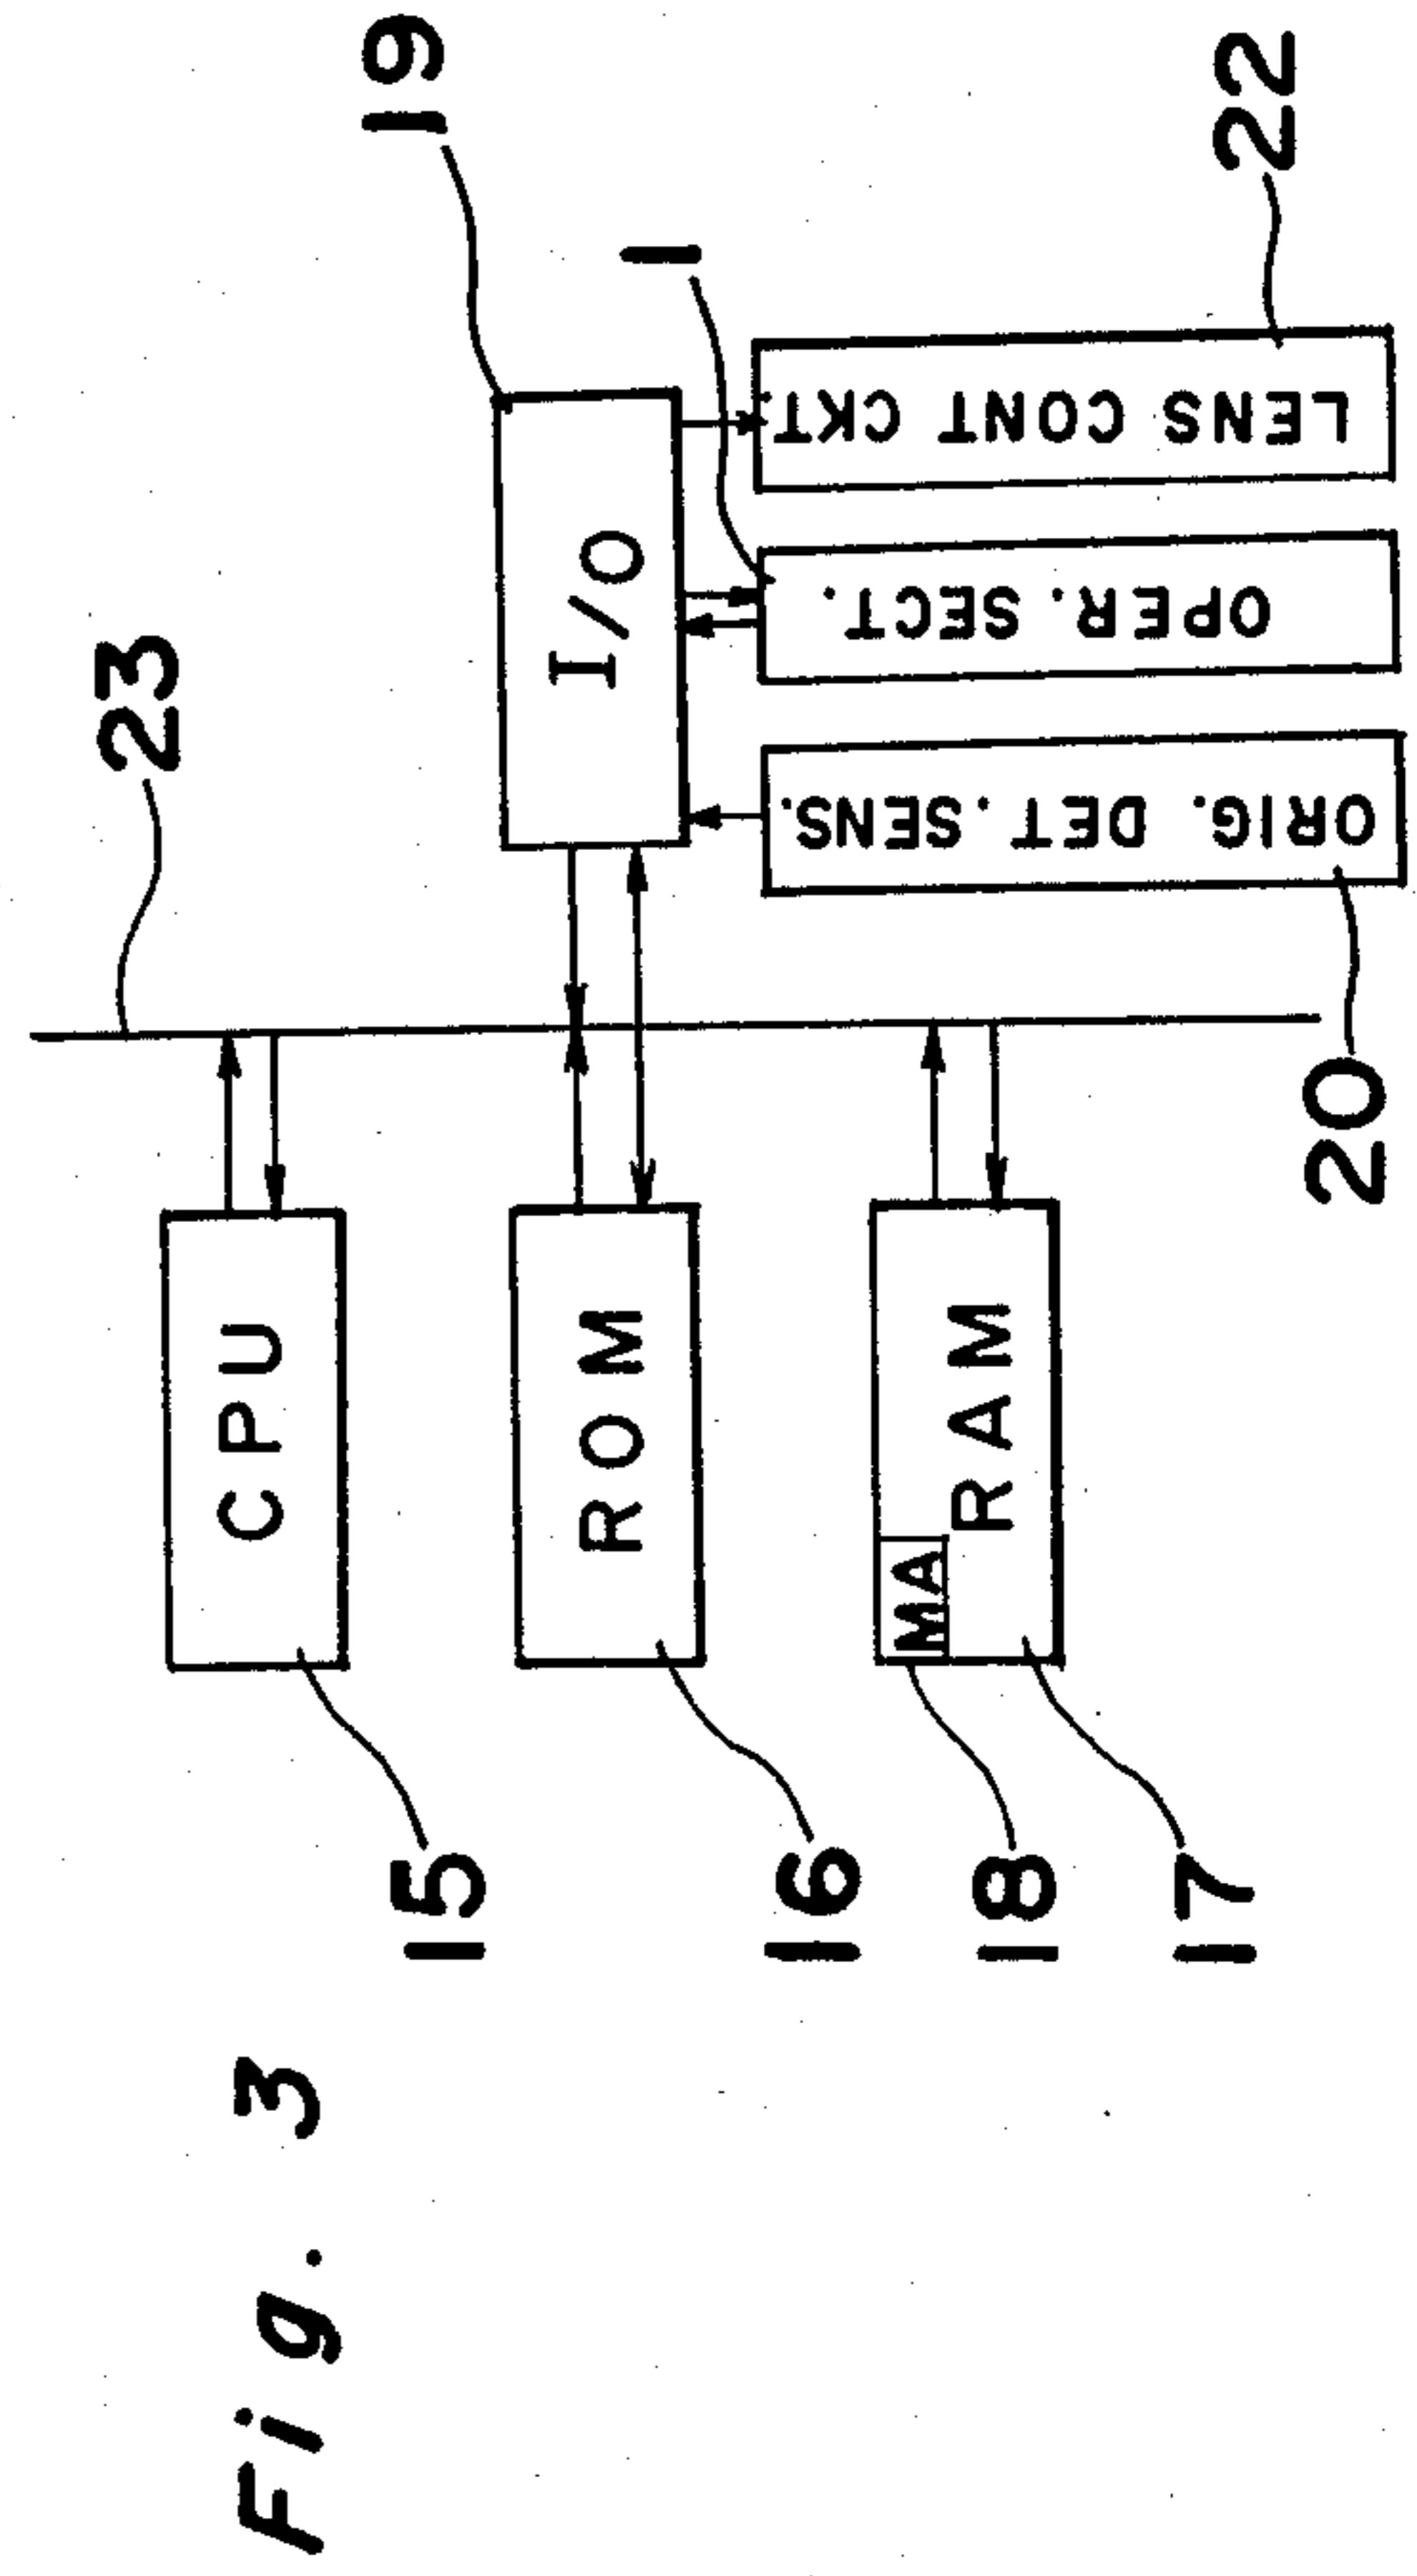 Fig. 3
23
19
1
22
15
CPU
16
ROM
I/O
18
MA
17
RAM
20
ORIG. DET. SENS.
OPER. SECT.
LENS CONT CKT.